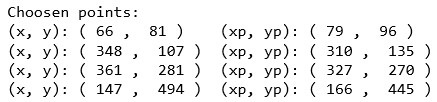 Choosen points:
(x, y): ( 66 , 81 ) (xp, yp): ( 79 , 96 )
(x, y): ( 348 , 107 ) (xp, yp): ( 310 , 135 )
(x, y): ( 361 , 281 ) (xp, yp): ( 327 , 270 )
(x, y): ( 147 , 494 ) (xp, yp): ( 166 , 445 )